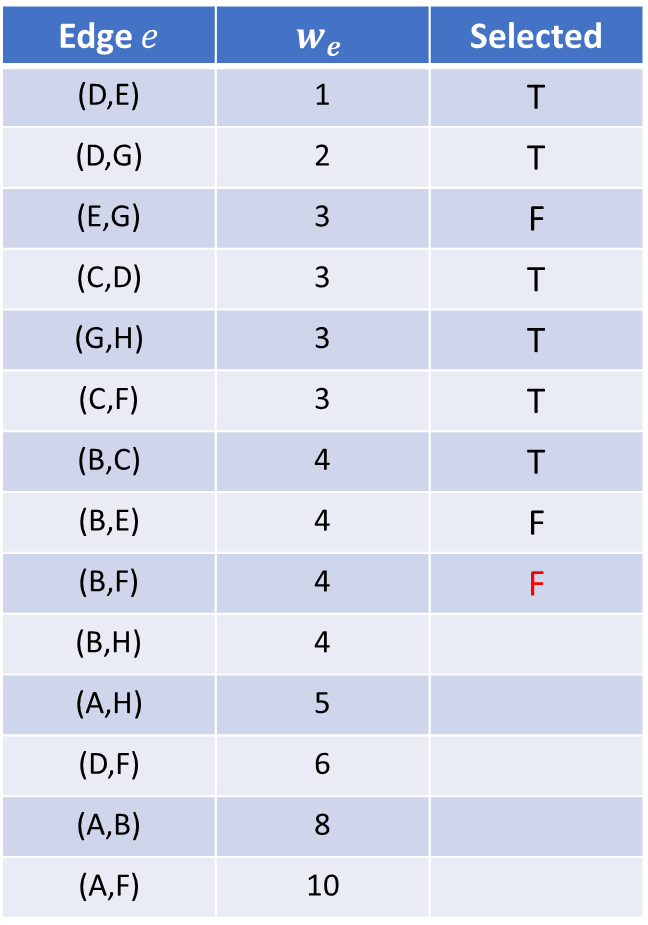 Edge e w_e Selected
(D,E) 1 T
(D,G) 2 T
(E,G) 3 F
(C,D) 3 T
(G,H) 3 T
(C,F) 3 T
(B,C) 4 T
(B,E) 4 F
(B,F) 4 F
(B,H) 4
(A,H) 5
(D,F) 6
(A,B) 8
(A,F) 10